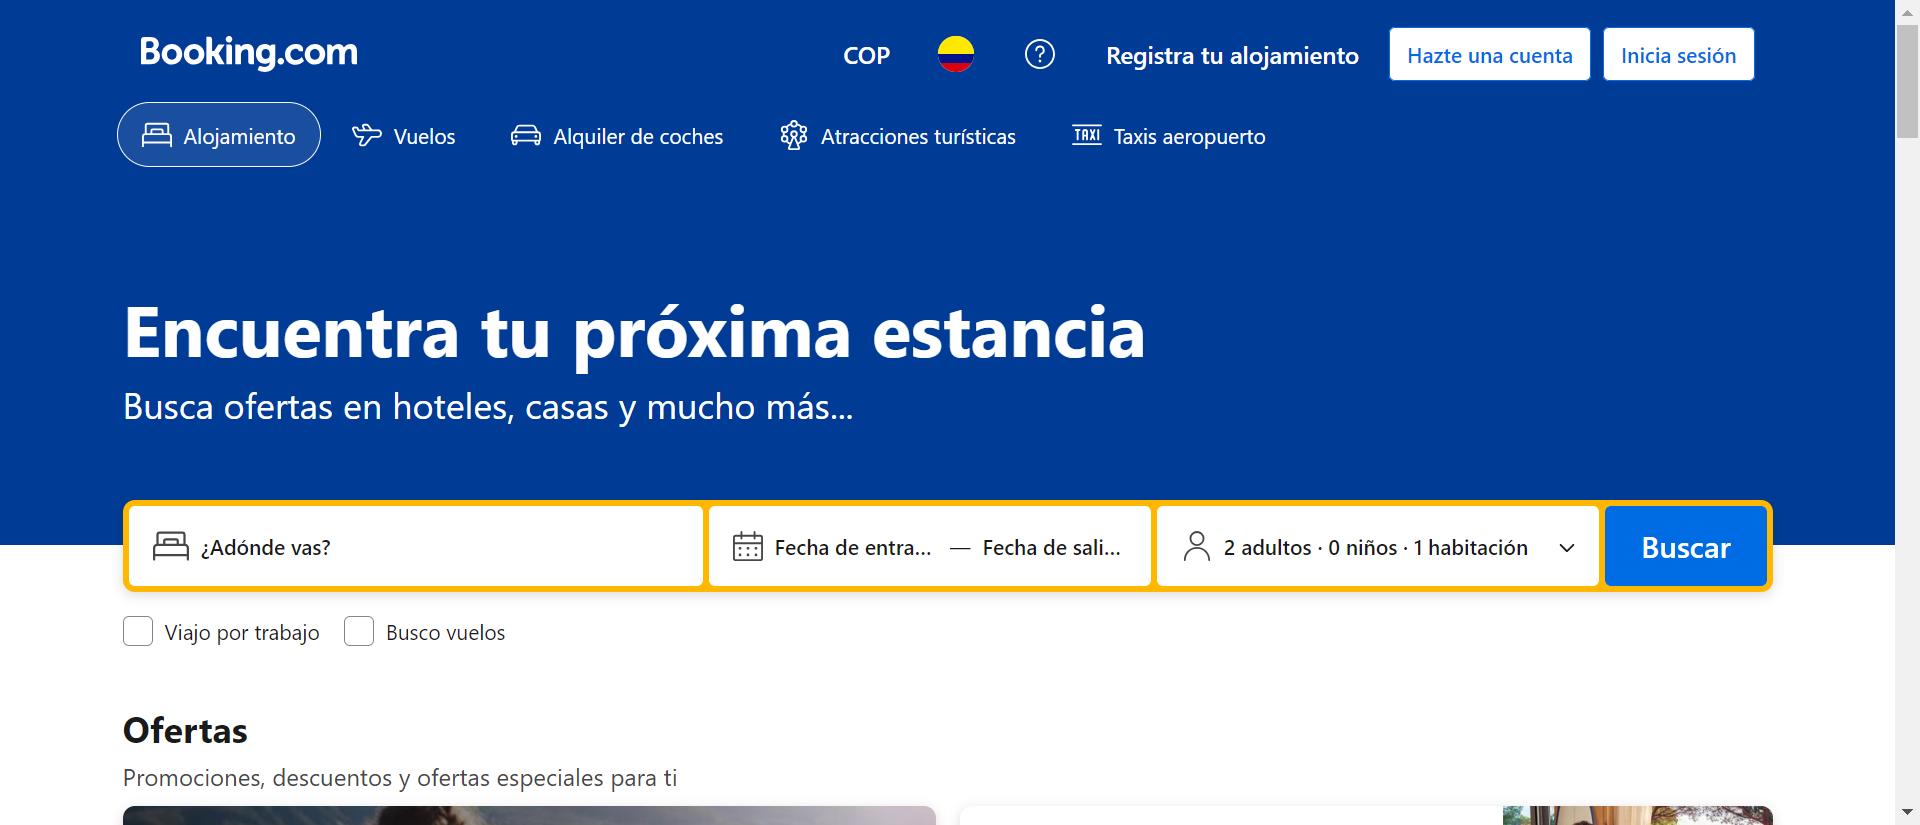 Booking.com
COP
Registra tu alojamiento
Hazte una cuenta
Inicia sesión
Alojamiento
Vuelos
Alquiler de coches
Atracciones turísticas
TAXI
Taxis aeropuerto
Encuentra tu próxima estancia
Busca ofertas en hoteles, casas y mucho más...
¿Adónde vas?
Fecha de entra... — Fecha de sali...
2 adultos · 0 niños · 1 habitación
Buscar
Viajo por trabajo
Busco vuelos
Ofertas
Promociones, descuentos y ofertas especiales para ti